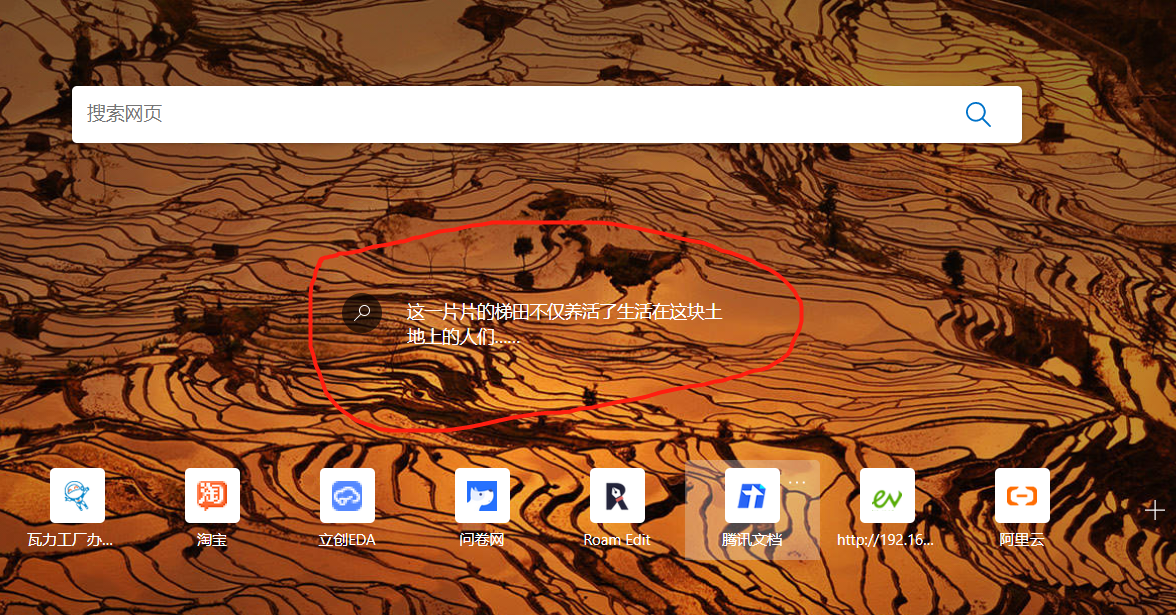 搜索网页
这一片片的梯田不仅养活了生活在这块土
地上的人们......
淘
瓦力工厂办...
淘宝
立创EDA
问卷网
Roam Edit
腾讯文档
http://192.16...
阿里云